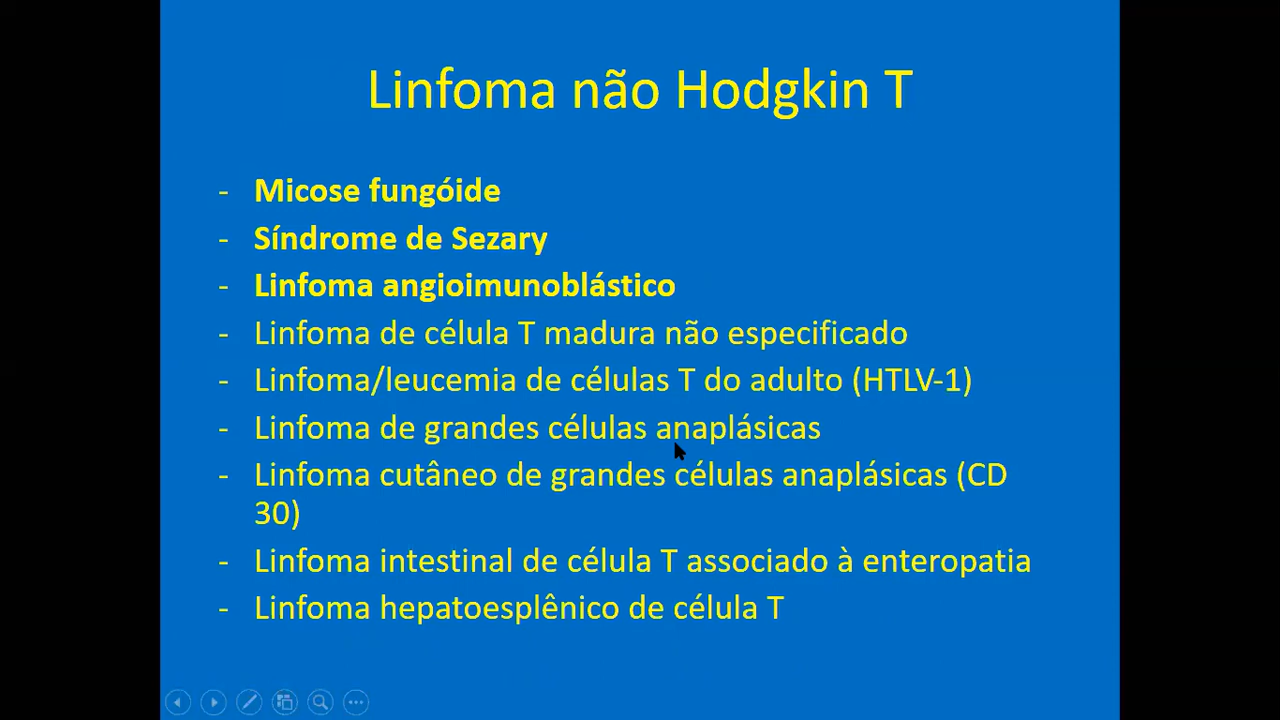 Linfoma não Hodgkin T
- Micose fungóide
- Síndrome de Sezary
- Linfoma angioimunoblástico
- Linfoma de célula T madura não especificado
- Linfoma/leucemia de células T do adulto (HTLV-1)
- Linfoma de grandes células anaplásicas
- Linfoma cutâneo de grandes células anaplásicas (CD
30)
- Linfoma intestinal de célula T associado à enteropatia
- Linfoma hepatoesplênico de célula T